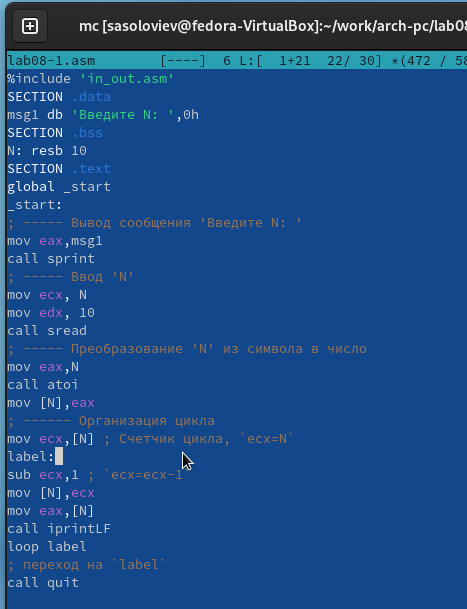 mc [sasoloviev@fedora-VirtualBox]:~/work/arch-pc/lab0
lab08-1.asm [----] 6 L:[ 1+21 22/ 30] *(472 / 58
%include 'in_out.asm'
SECTION .data
msg1 db 'Введите N: ',0h
SECTION .bss
N: resb 10
SECTION .text
global _start
_start:
; ----- Вывод сообщения 'Введите N: '
mov eax,msg1
call sprint
; ----- Ввод 'N'
mov ecx, N
mov edx, 10
call sread
; ----- Преобразование 'N' из символа в число
mov eax,N
call atoi
mov [N],eax
; ------ Организация цикла
mov ecx,[N] ; Счетчик цикла, `ecx=N`
label:
sub ecx,1 ; `ecx=ecx-1`
mov [N],ecx
mov eax,[N]
call iprintLF
loop label
; переход на `label`
call quit